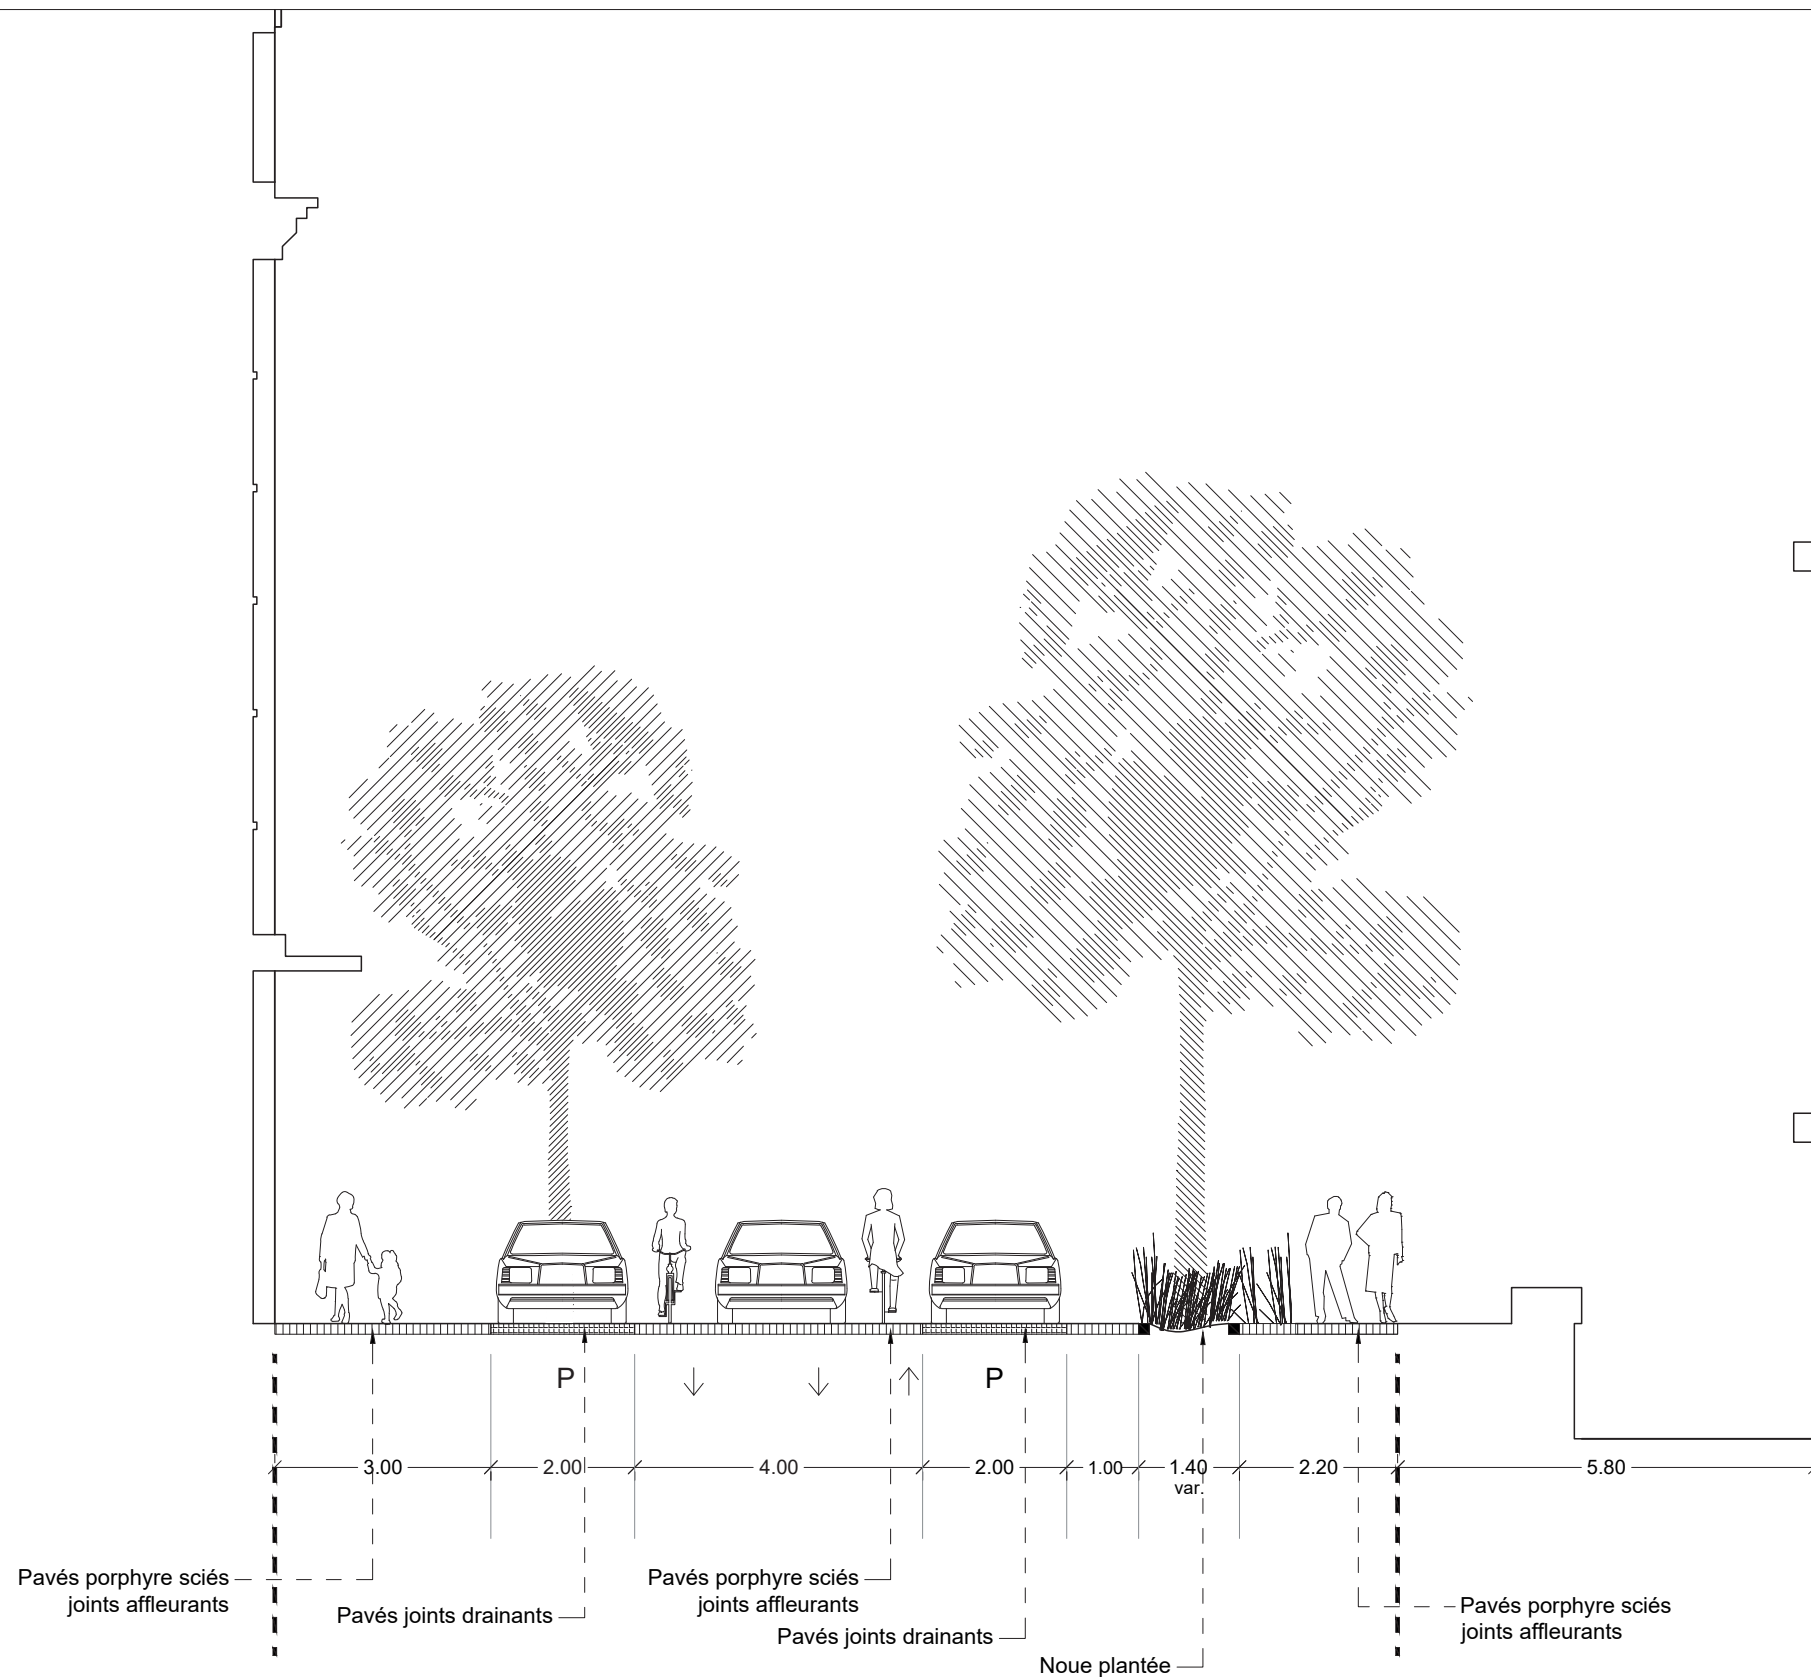 P
P
3.00
2.00
4.00
2.00
1.00
1.40
var.
2.20
5.80
Pavés porphyre sciés
joints affleurants
Pavés joints drainants
Pavés porphyre sciés
joints affleurants
Pavés joints drainants
Noue plantée
Pavés porphyre sciés
joints affleurants